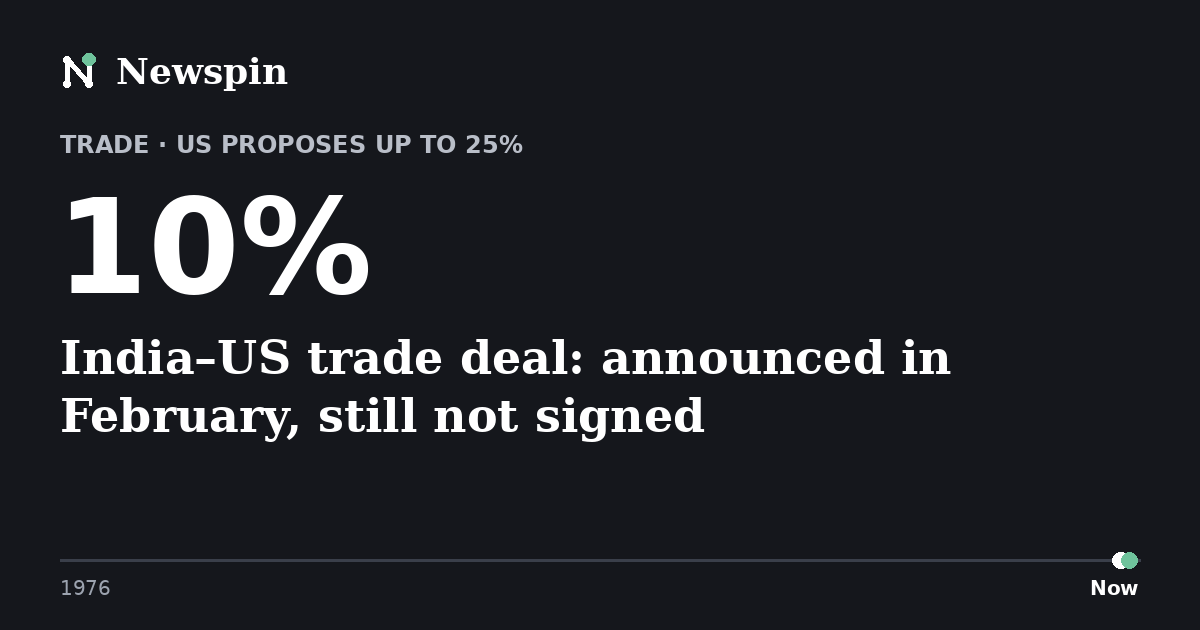 Newspin
TRADE · US PROPOSES UP TO 25%
10%
India–US trade deal: announced in
February, still not signed
1976
Now